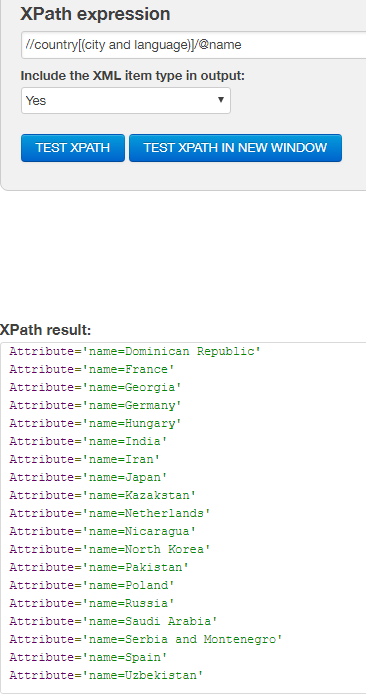 XPath expression
//country[(city and language)]/@name
Include the XML item type in output:
Yes
TEST XPATH TEST XPATH IN NEW WINDOW
XPath result:
Attribute='name=Dominican Republic'
Attribute='name=France'
Attribute='name=Georgia'
Attribute='name=Germany'
Attribute='name=Hungary'
Attribute='name=India'
Attribute='name=Iran'
Attribute='name=Japan'
Attribute='name=Kazakstan'
Attribute='name=Netherlands'
Attribute='name=Nicaragua'
Attribute='name=North Korea'
Attribute='name=Pakistan'
Attribute='name=Poland'
Attribute='name=Russia'
Attribute='name=Saudi Arabia'
Attribute='name=Serbia and Montenegro'
Attribute='name=Spain'
Attribute='name=Uzbekistan'